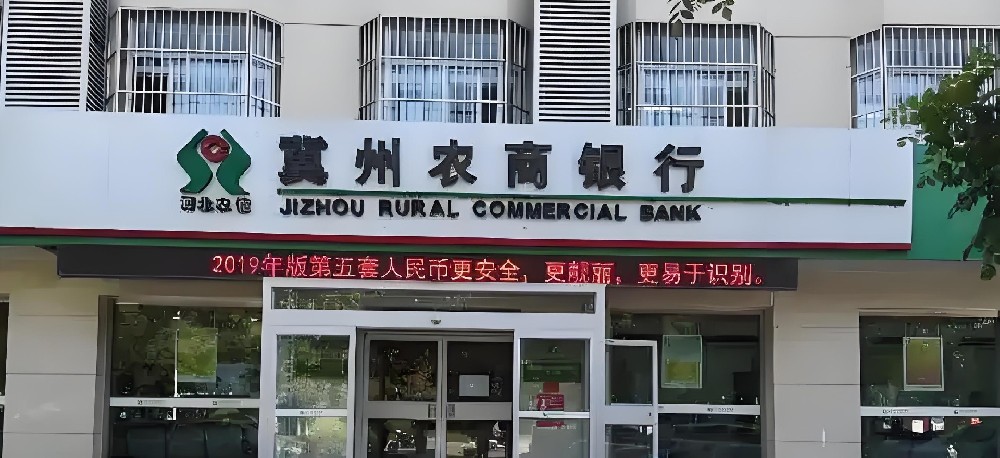 冀州农商银行
河北农信
JIZHOU RURAL COMMERCIAL BANK
2019年版第五套人民币更安全，更靓丽，更易于识别。